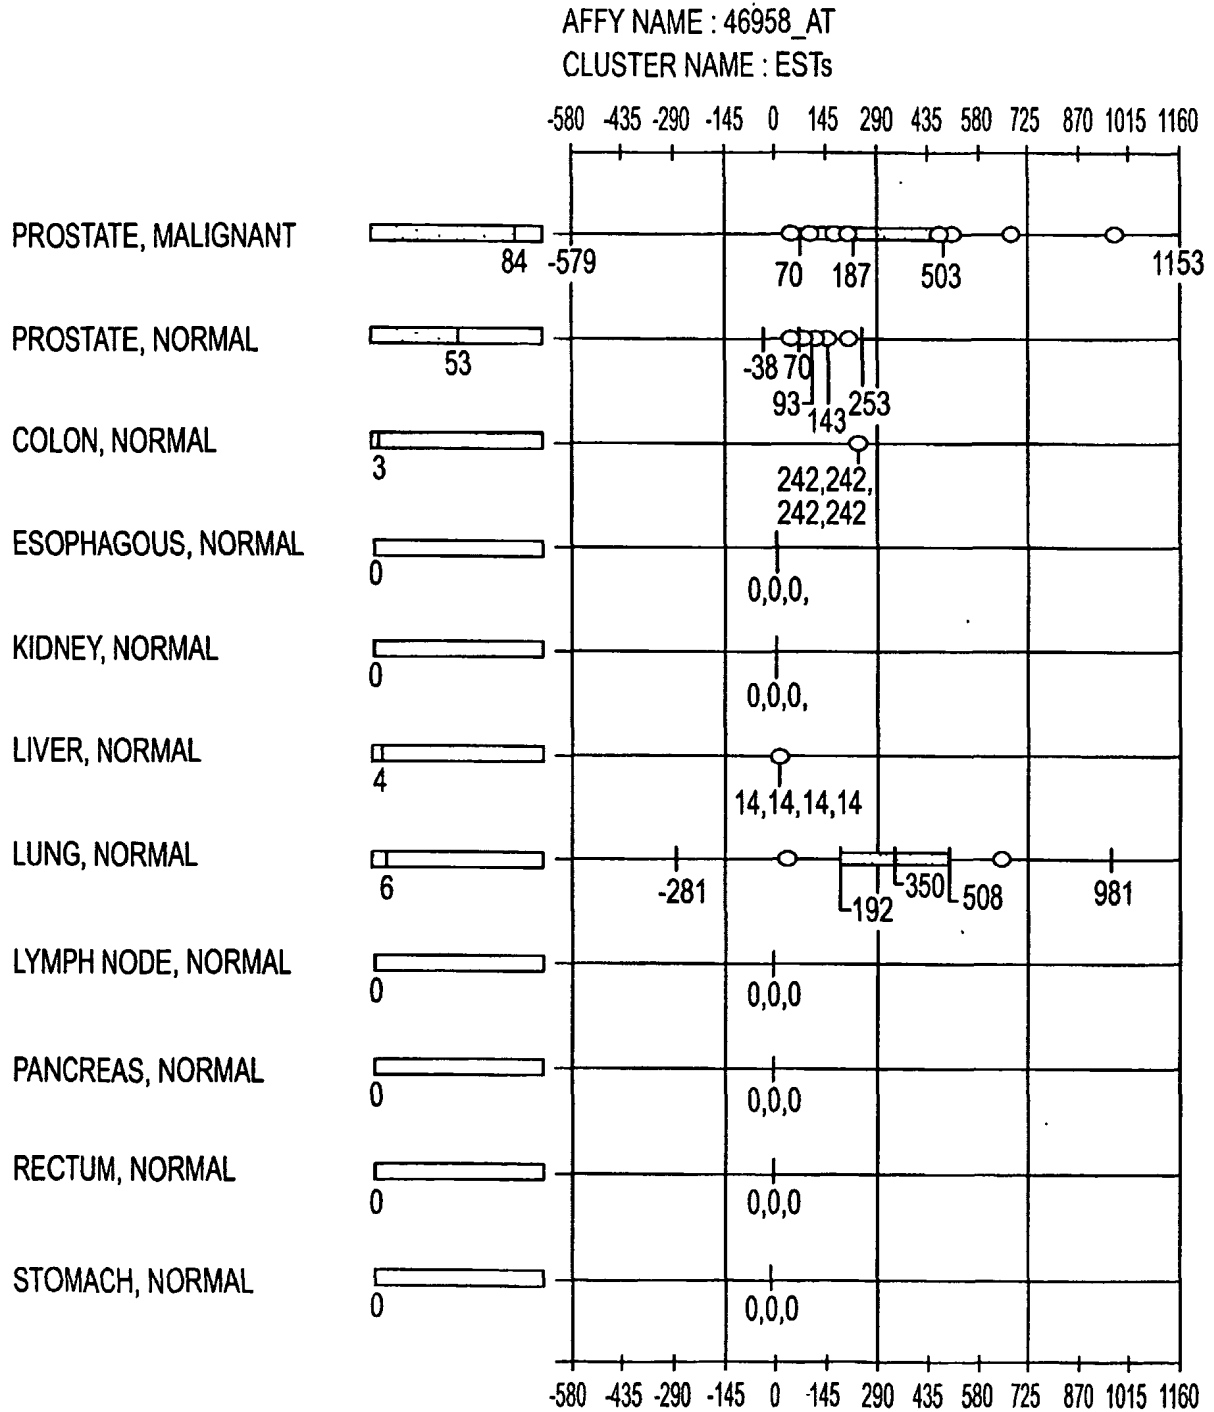 AFFY NAME : 46958_AT
CLUSTER NAME : ESTs
-580 -435 -290 -145 0 145 290 435 580 725 870 1015 1160
PROSTATE, MALIGNANT
84 -579 70 187 503 1153
PROSTATE, NORMAL
53 -38 70 93 143 253
COLON, NORMAL
3 242,242,
242,242
ESOPHAGOUS, NORMAL
0 0,0,0,
KIDNEY, NORMAL
0 0,0,0,
LIVER, NORMAL
4 14,14,14,14
LUNG, NORMAL
6 -281 192 350 508 981
LYMPH NODE, NORMAL
0 0,0,0
PANCREAS, NORMAL
0 0,0,0
RECTUM, NORMAL
0 0,0,0
STOMACH, NORMAL
0 0,0,0
-580 -435 -290 -145 0 145 290 435 580 725 870 1015 1160